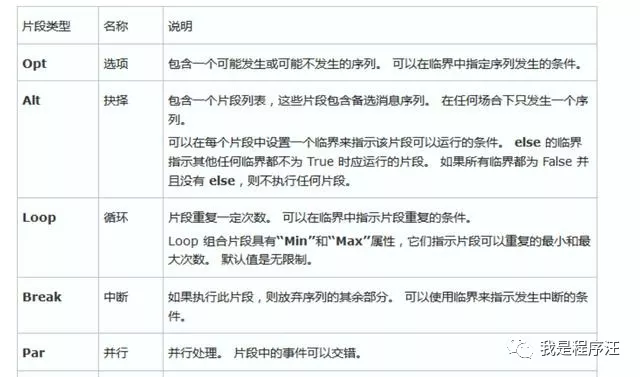 片段类型 名称 说明
Opt 选项 包含一个可能发生或可能不发生的序列。 可以在临界中指定序列发生的条件。
Alt 抉择 包含一个片段列表，这些片段包含备选消息序列。 在任何场合下只发生一个序
列。
可以在每个片段中设置一个临界来指示该片段可以运行的条件。 else 的临界
指示其他任何临界都不为 True 时应运行的片段。 如果所有临界都为 False 并
且没有 else，则不执行任何片段。
Loop 循环 片段重复一定次数。 可以在临界中指示片段重复的条件。
Loop 组合片段具有“Min”和“Max”属性，它们指示片段可以重复的最小和最
大次数。 默认值是无限制。
Break 中断 如果执行此片段，则放弃序列的其余部分。 可以使用临界来指示发生中断的条
件。
Par 并行 并行处理。 片段中的事件可以交错。
我是程序汪